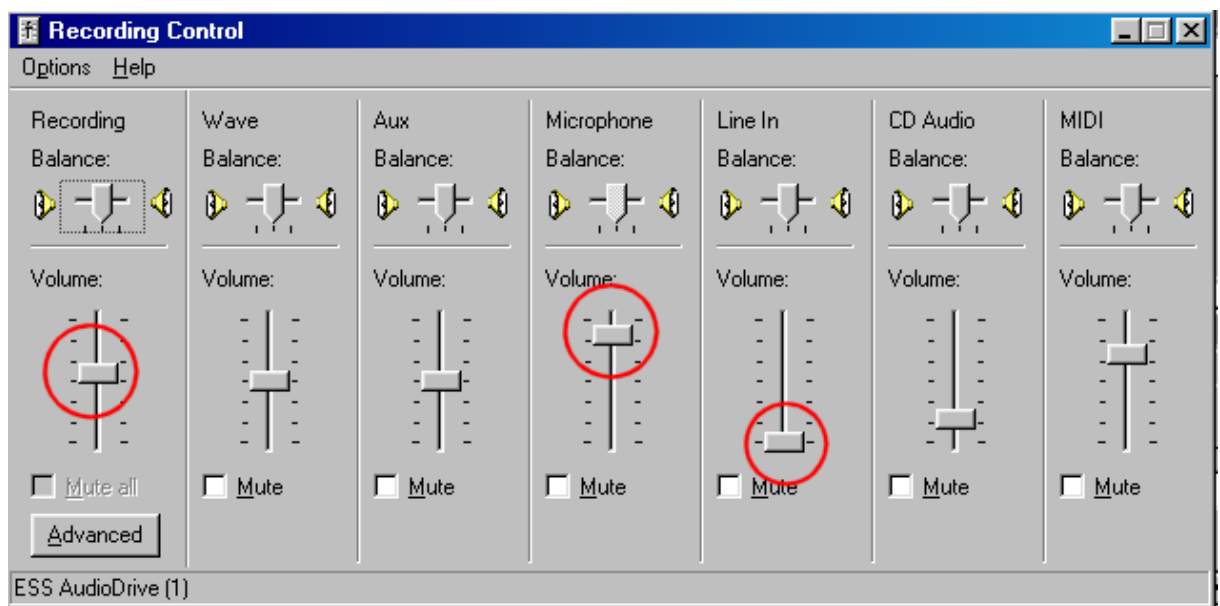 Recording Control
Options Help
Recording Wave Aux Microphone Line In CD Audio MIDI
Balance: Balance: Balance: Balance: Balance: Balance: Balance:
Volume: Volume: Volume: Volume: Volume: Volume: Volume:
Mute all Mute Mute Mute Mute Mute Mute
Advanced
ESS AudioDrive (1)